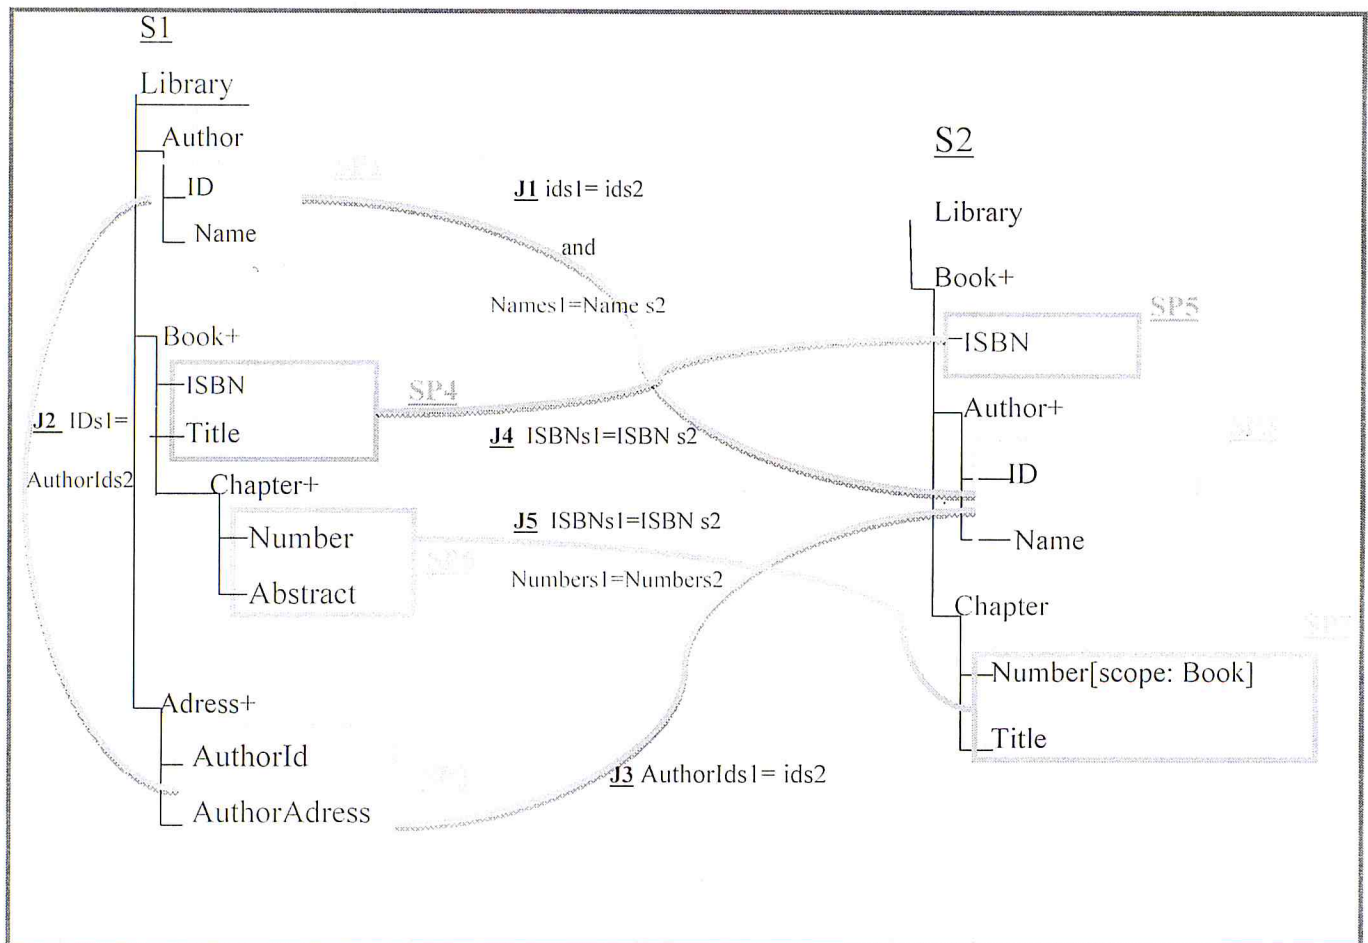 S1
Library
Author
ID
Name
Book+
ISBN
Title
SP4
Chapter+
Number
Abstract
Adress+
AuthorId
AuthorAdress
J2 IDs1=
AuthorIds2
J1 ids1= ids2
and
Names1=Name s2
J4 ISBNs1=ISBN s2
J5 ISBNs1=ISBN s2
Numbers1=Numbers2
J3 AuthorIds1= ids2
S2
Library
Book+
SP5
ISBN
Author+
ID
Name
Chapter
Number[scope: Book]
Title